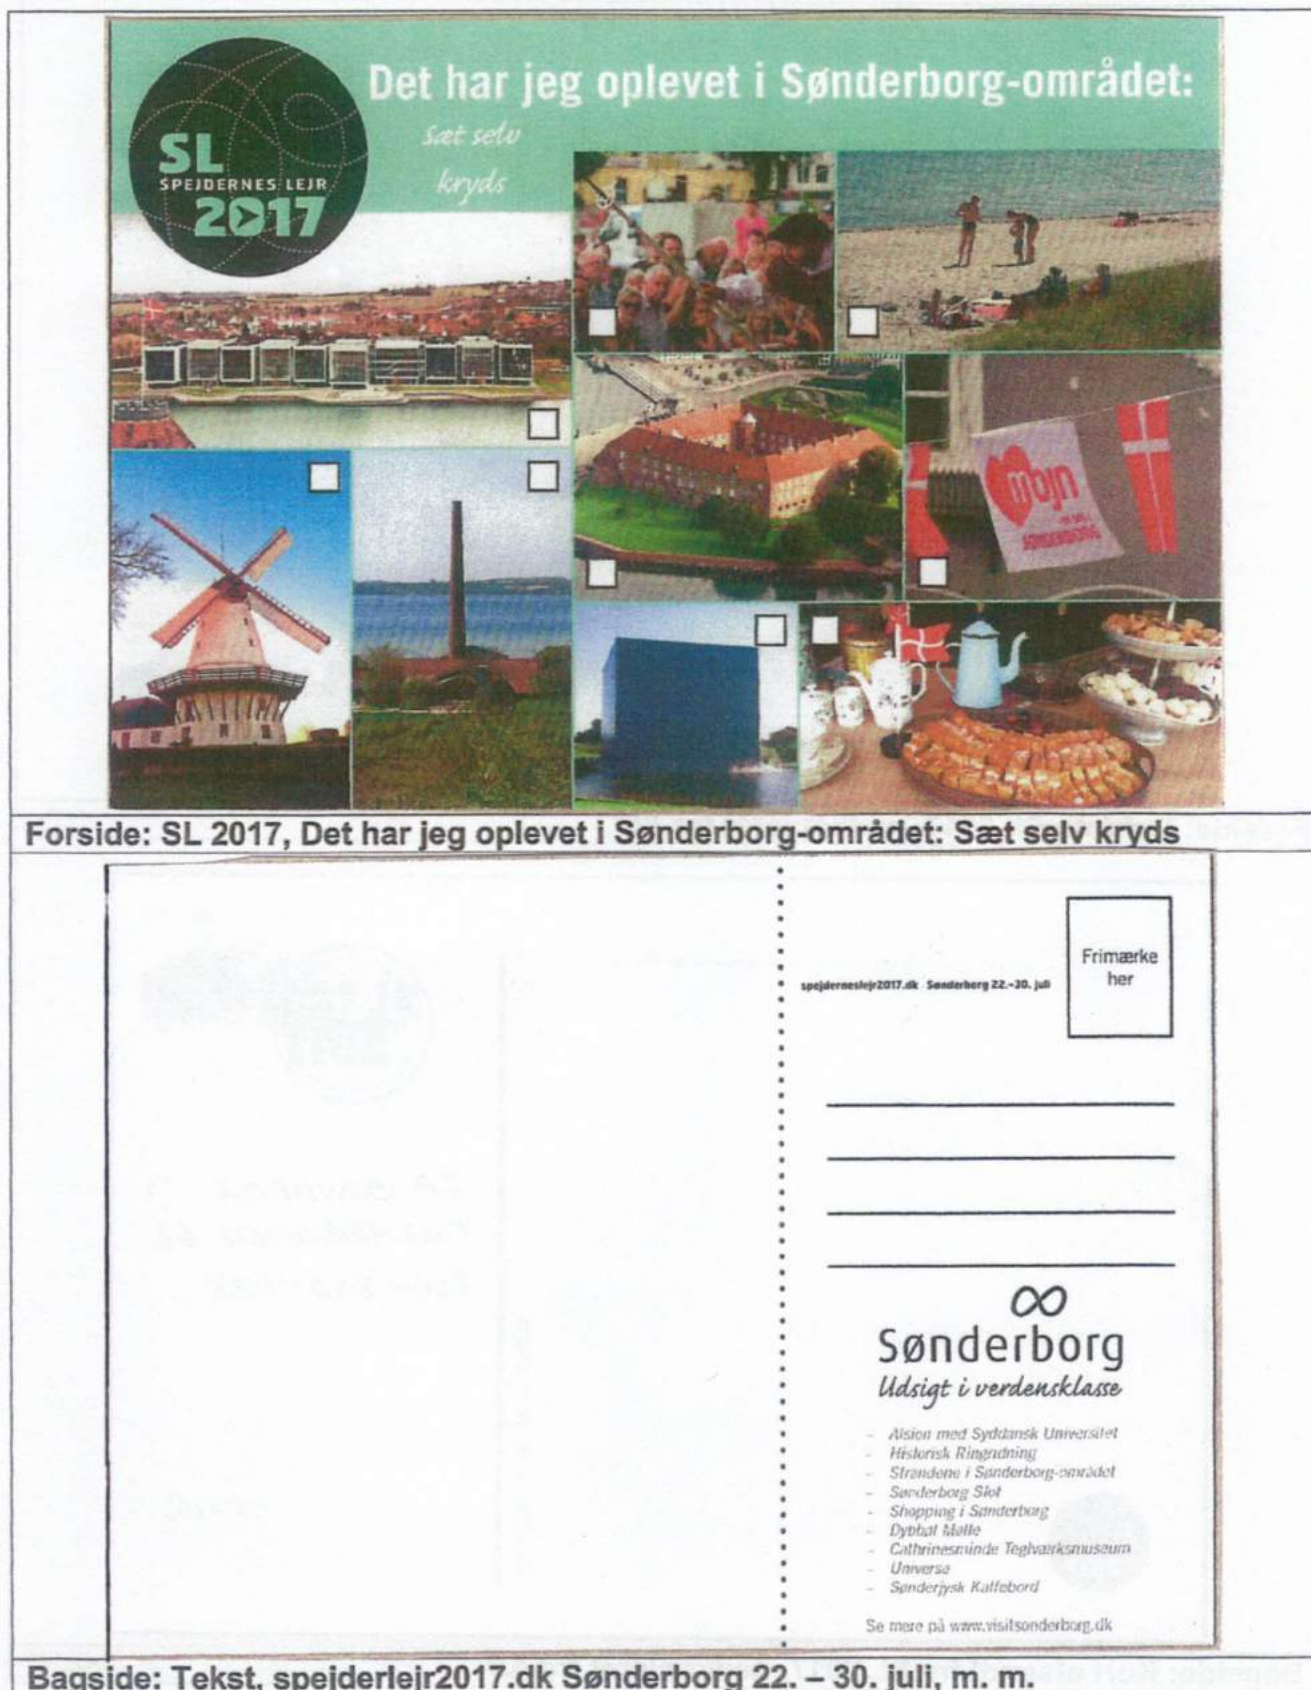 SL
SPEJDERNES LEJR
2017
Det har jeg oplevet i Sønderborg-området:
sæt selv
kryds
mojn
SØNDERBORG
Forside: SL 2017, Det har jeg oplevet i Sønderborg-området: Sæt selv kryds
Frimærke
her
spejderneslejr2017.dk Sønderborg 22.-30. juli
Sønderborg
Udsigt i verdensklasse
- Alsion med Syddansk Universitet
- Historisk Ringridning
- Strandene i Sønderborg-området
- Sønderborg Slot
- Shopping i Sønderborg
- Dybbøl Mølle
- Cathrinesminde Teglværksmuseum
- Universe
- Sønderjysk Kaffebord
Se mere på www.visitsonderborg.dk
Bagside: Tekst, spejderlejr2017.dk Sønderborg 22. – 30. juli, m. m.